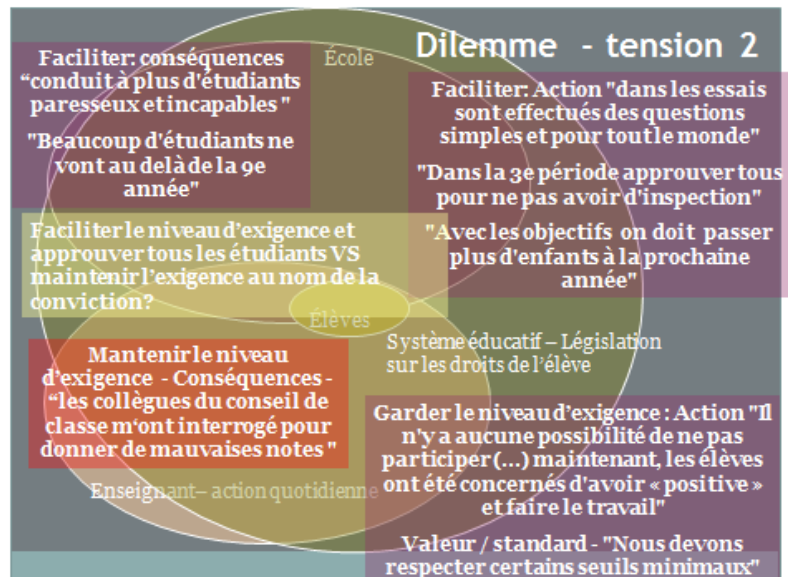 Dilemme - tension 2
Faciliter: conséquences
“conduit à plus d'étudiants
paresseux et incapables "
"Beaucoup d'étudiants ne
vont au delà de la 9e
année"
École
Faciliter: Action "dans les essais
sont effectués des questions
simples et pour tout le monde"
"Dans la 3e période approuver tous
pour ne pas avoir d'inspection"
"Avec les objectifs on doit passer
plus d'enfants à la prochaine
année"
Faciliter le niveau d’exigence et
approuver tous les étudiants VS
maintenir l’exigence au nom de la
conviction?
Élèves
Système éducatif – Législation
sur les droits de l’élève
Mantenir le niveau
d’exigence - Conséquences -
“les collègues du conseil de
classe m‘ont interrogé pour
donner de mauvaises notes "
Garder le niveau d’exigence : Action "Il
n'y a aucune possibilité de ne pas
participer (...) maintenant, les élèves
ont été concernés d'avoir « positive »
et faire le travail"
Valeur / standard - "Nous devons
respecter certains seuils minimaux"
Enseignant– action quotidienne